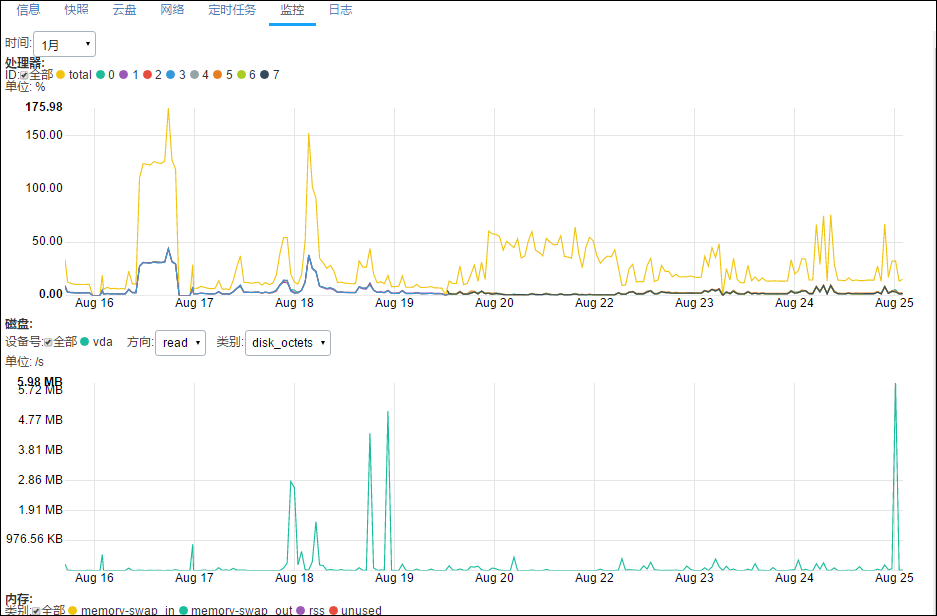 信息 快照 云盘 网络 定时任务 监控 日志
时间: 1月
处理器:
ID: 全部 total 0 1 2 3 4 5 6 7
单位: %
175.98
150.00
100.00
50.00
0.00
Aug 16 Aug 17 Aug 18 Aug 19 Aug 20 Aug 22 Aug 23 Aug 24 Aug 25
磁盘:
设备号: 全部 vda 方向: read 类别: disk_octets
单位: /s
5.98 MB
5.72 MB
4.77 MB
3.81 MB
2.86 MB
1.91 MB
976.56 KB
Aug 16 Aug 17 Aug 18 Aug 19 Aug 20 Aug 22 Aug 23 Aug 24 Aug 25
内存:
类别: 全部 memory-swap_in memory-swap_out rss unused